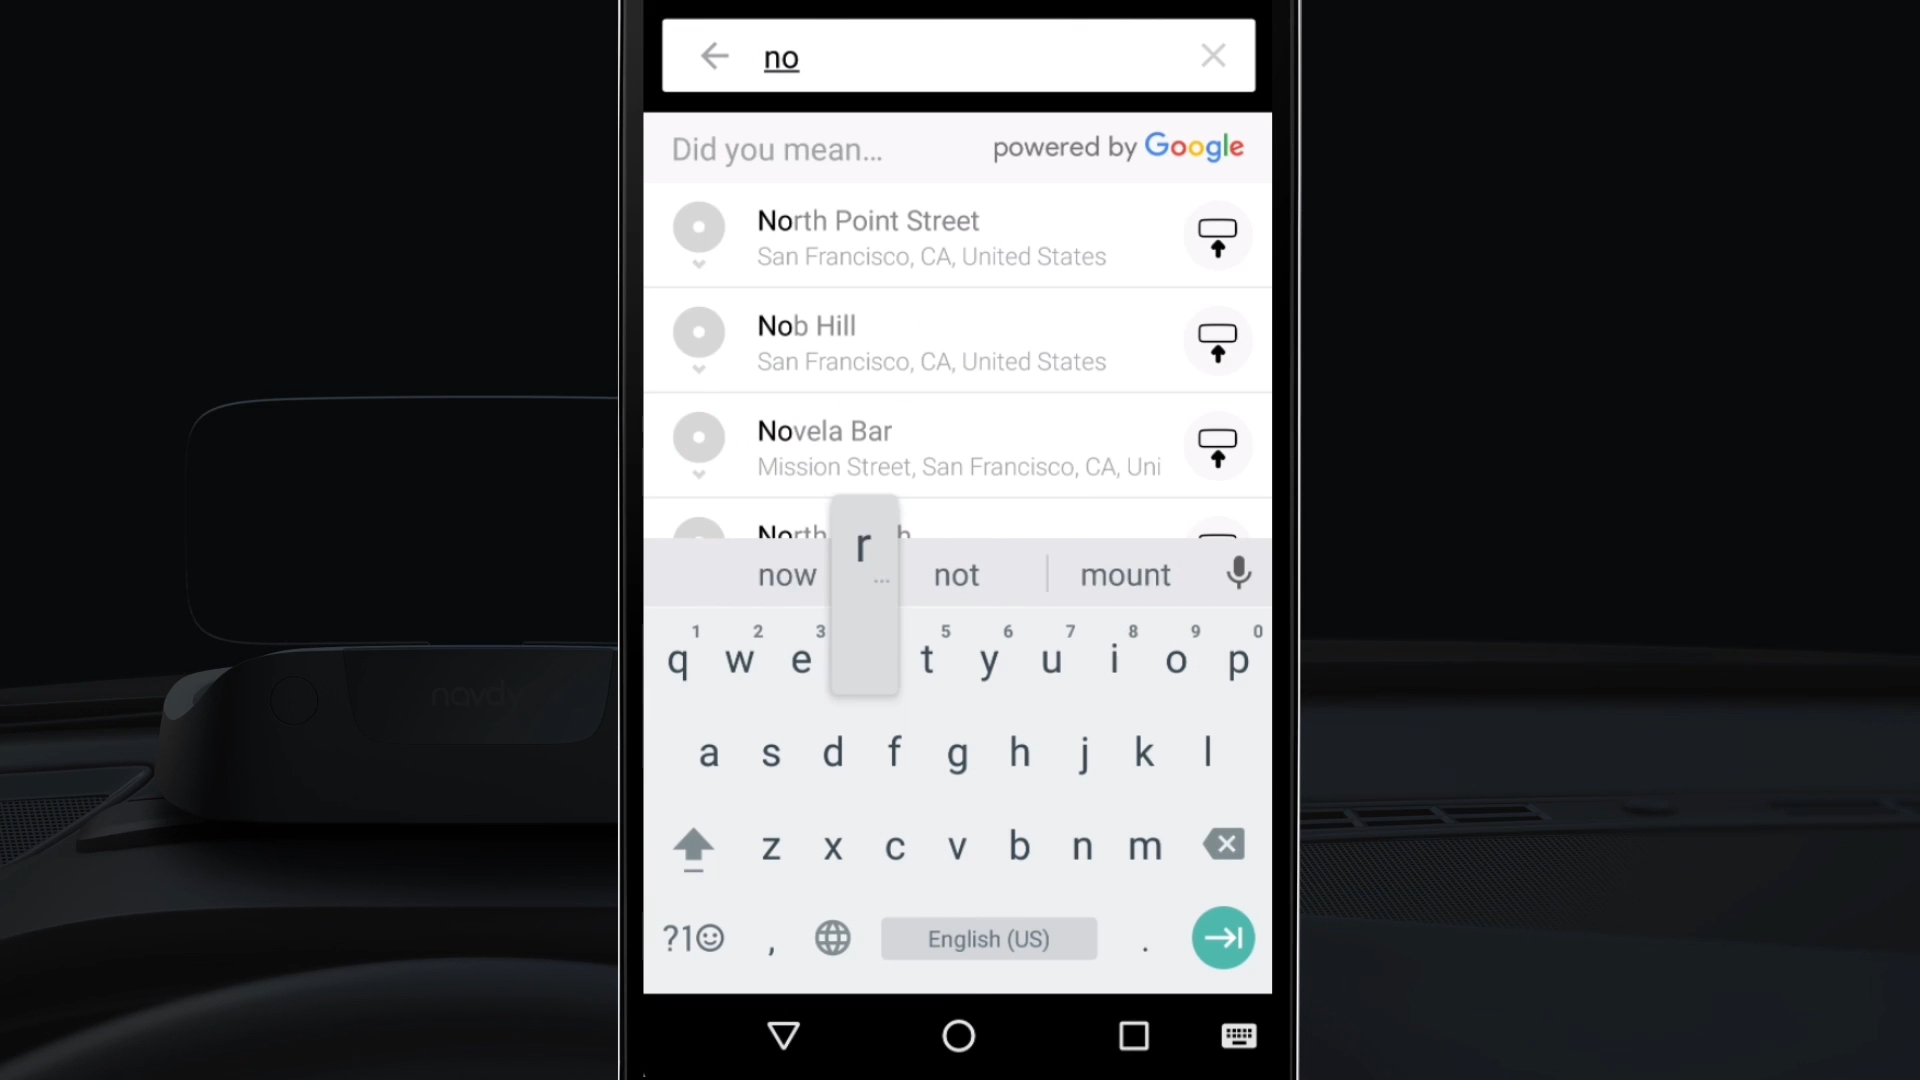 no
Did you mean...
powered by Google
North Point Street
San Francisco, CA, United States
Nob Hill
San Francisco, CA, United States
Novela Bar
Mission Street, San Francisco, CA, Uni
r
...
now
not
mount
1 2 3 5 6 7 8 9 0
q w e t y u i o p
a s d f g h j k l
z x c v b n m
?1 , English (US) .
navdy